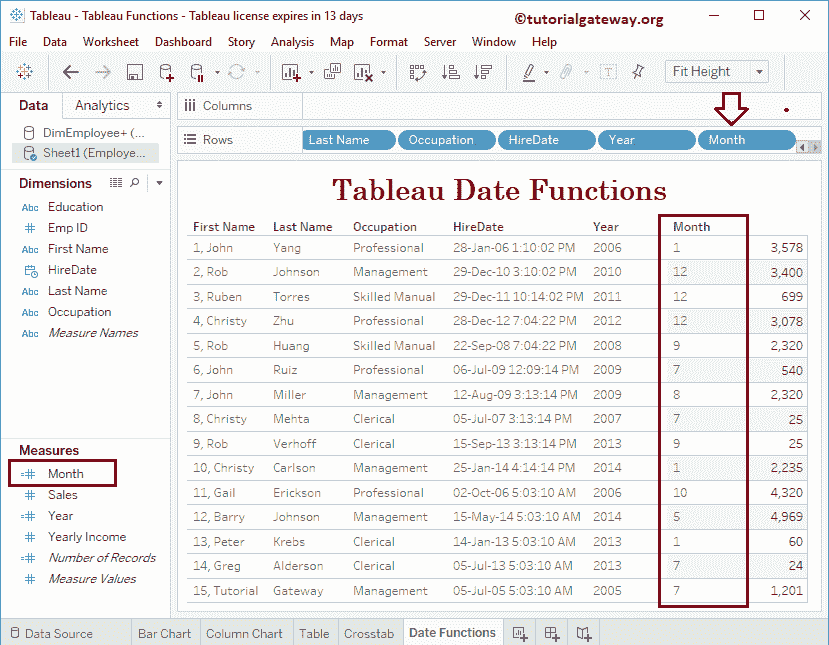 Tableau - Tableau Functions - Tableau license expires in 13 days
©tutorialgateway.org
File Data Worksheet Dashboard Story Analysis Map Format Server Window Help
Fit Height
Data Analytics
Columns
DimEmployee+ (...
Sheet1 (Employe...
Rows Last Name Occupation HireDate Year Month
Dimensions
Abc Education
Emp ID
Abc First Name
HireDate
Abc Last Name
Abc Occupation
Abc Measure Names
Measures
Month
Sales
Year
Yearly Income
Number of Records
Measure Values
Tableau Date Functions
First Name Last Name Occupation HireDate Year Month
1, John Yang Professional 28-Jan-06 1:10:02 PM 2006 1 3,578
2, Rob Johnson Management 29-Dec-10 3:10:02 PM 2010 12 3,400
3, Ruben Torres Skilled Manual 29-Dec-11 10:14:02 PM 2011 12 699
4, Christy Zhu Professional 28-Dec-12 7:04:22 PM 2012 12 3,078
5, Rob Huang Skilled Manual 22-Sep-08 7:04:22 PM 2008 9 2,320
6, John Ruiz Professional 06-Jul-09 12:09:14 PM 2009 7 540
7, John Miller Management 12-Aug-09 3:13:14 PM 2009 8 2,320
8, Christy Mehta Clerical 05-Jul-07 3:13:14 PM 2007 7 25
9, Rob Verhoff Clerical 15-Sep-13 3:13:14 PM 2013 9 25
10, Christy Carlson Management 25-Jan-14 4:14:14 PM 2014 1 2,235
11, Gail Erickson Professional 02-Oct-06 5:03:10 AM 2006 10 4,320
12, Barry Johnson Management 15-May-14 5:03:10 AM 2014 5 4,969
13, Peter Krebs Clerical 14-Jan-13 5:03:10 AM 2013 1 60
14, Greg Alderson Clerical 05-Jul-13 5:03:10 AM 2013 7 24
15, Tutorial Gateway Management 05-Jul-05 5:03:10 AM 2005 7 1,201
Data Source Bar Chart Column Chart Table Crosstab Date Functions